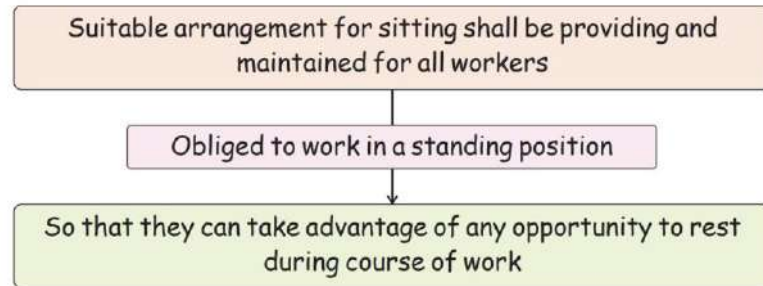 Suitable arrangement for sitting shall be providing and
maintained for all workers
Obliged to work in a standing position
So that they can take advantage of any opportunity to rest
during course of work